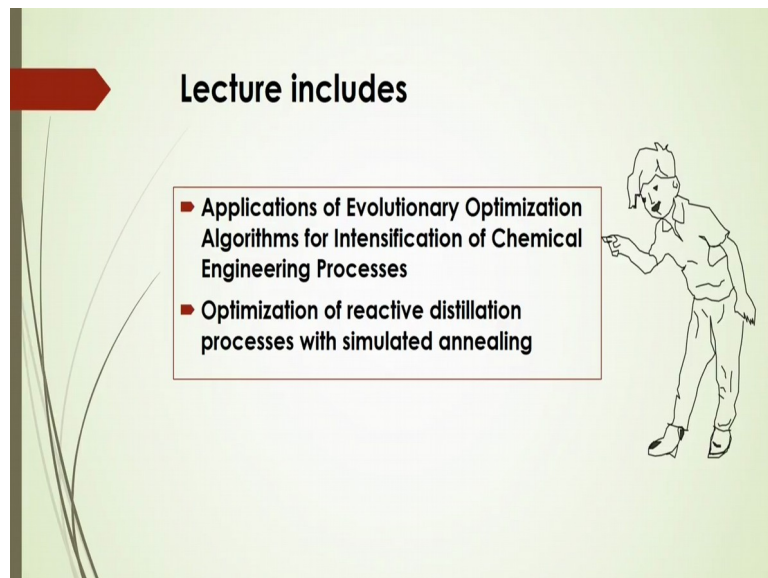 Lecture includes
Applications of Evolutionary Optimization
Algorithms for Intensification of Chemical
Engineering Processes
Optimization of reactive distillation
processes with simulated annealing